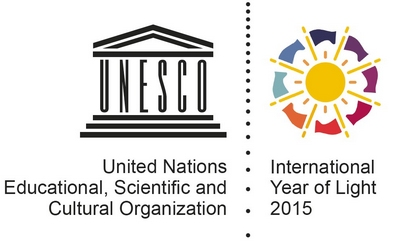 UNESCO
United Nations
Educational, Scientific and
Cultural Organization
International
Year of Light
2015